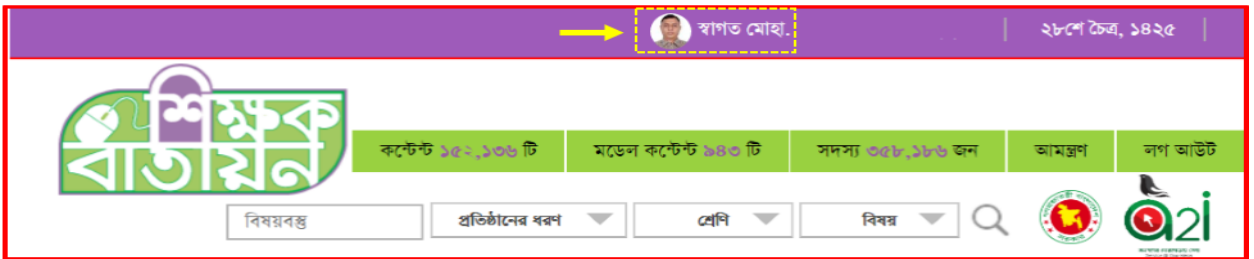 স্বাগত মোহা.
২৮শে চৈত্র, ১৪২৫
শিক্ষক
বাতায়ন
কন্টেন্ট ১৫২,১৩৬ টি
মডেল কন্টেন্ট ৯৪৩ টি
সদস্য ৩৫৮,১৮৬ জন
আমন্ত্রণ
লগ আউট
বিষয়বস্তু
প্রতিষ্ঠানের ধরণ
শ্রেণি
বিষয়
a2i